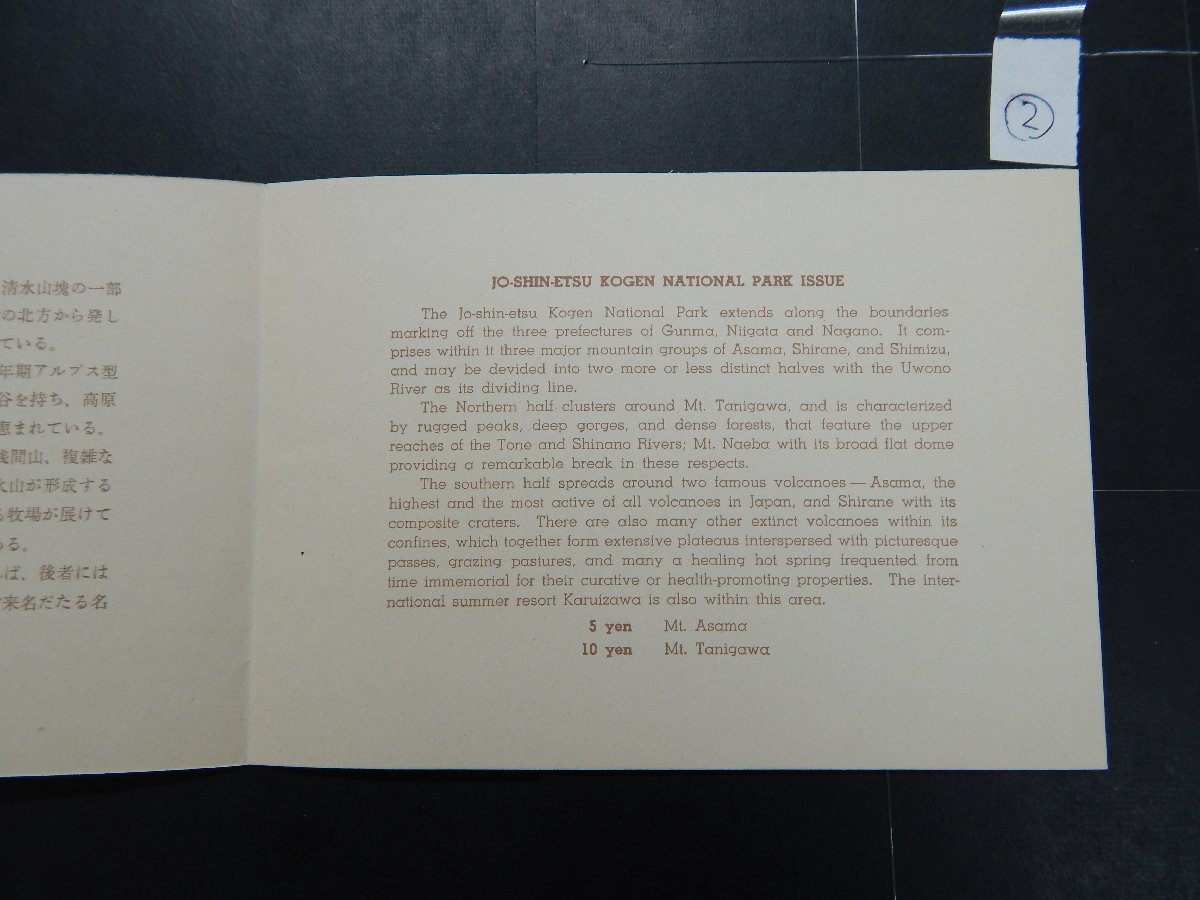 ②
清水山塊の一部
の北方から発し
ている。
年期アルプス型
谷を持ち、高原
恵まれている。
浅間山、複雑な
火山が形成する
る牧場が展けて
ある。
れば、後者には
来名だたる名
JO-SHIN-ETSU KOGEN NATIONAL PARK ISSUE
The Jo-shin-etsu Kogen National Park extends along the boundaries
marking off the three prefectures of Gunma, Niigata and Nagano. It com-
prises within it three major mountain groups of Asama, Shirane, and Shimizu,
and may be devided into two more or less distinct halves with the Uwono
River as its dividing line.
The Northern half clusters around Mt. Tanigawa, and is characterized
by rugged peaks, deep gorges, and dense forests, that feature the upper
reaches of the Tone and Shinano Rivers; Mt. Naeba with its broad flat dome
providing a remarkable break in these respects.
The southern half spreads around two famous volcanoes — Asama, the
highest and the most active of all volcanoes in Japan, and Shirane with its
composite craters. There are also many other extinct volcanoes within its
confines, which together form extensive plateaus interspersed with picturesque
passes, grazing pastures, and many a healing hot spring frequented from
time immemorial for their curative or health-promoting properties. The inter-
national summer resort Karuizawa is also within this area.
5 yen Mt. Asama
10 yen Mt. Tanigawa